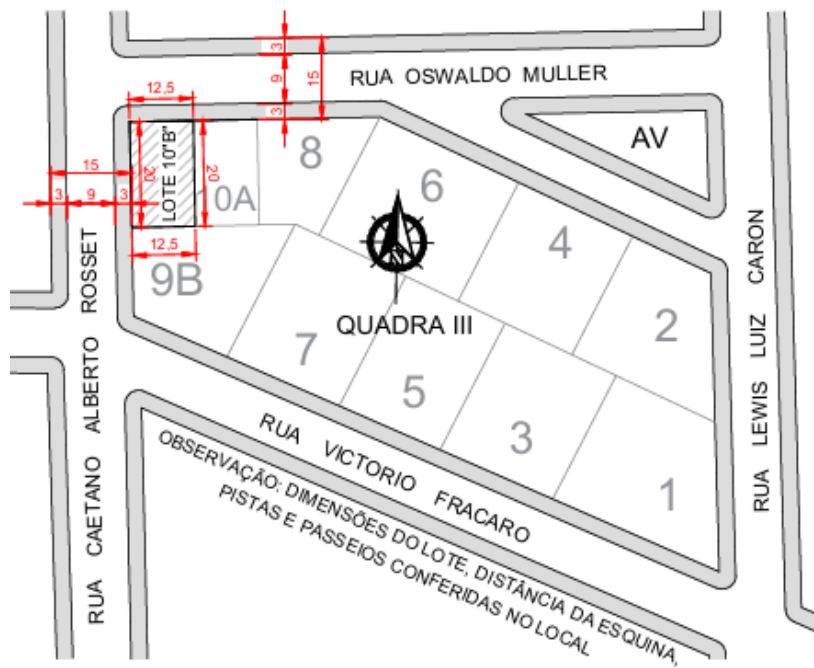 3
9
15
3
RUA OSWALDO MULLER
12,5
AV
8
LOTE 10"B"
20
20
10A
15
3
9
3
6
4
12,5
9B
N
2
QUADRA III
7
5
3
1
RUA CAETANO ALBERTO ROSSET
RUA LEWIS LUIZ CARON
RUA VICTORIO FRACARO
OBSERVAÇÃO: DIMENSÕES DO LOTE, DISTÂNCIA DA ESQUINA,
PISTAS E PASSEIOS CONFERIDAS NO LOCAL